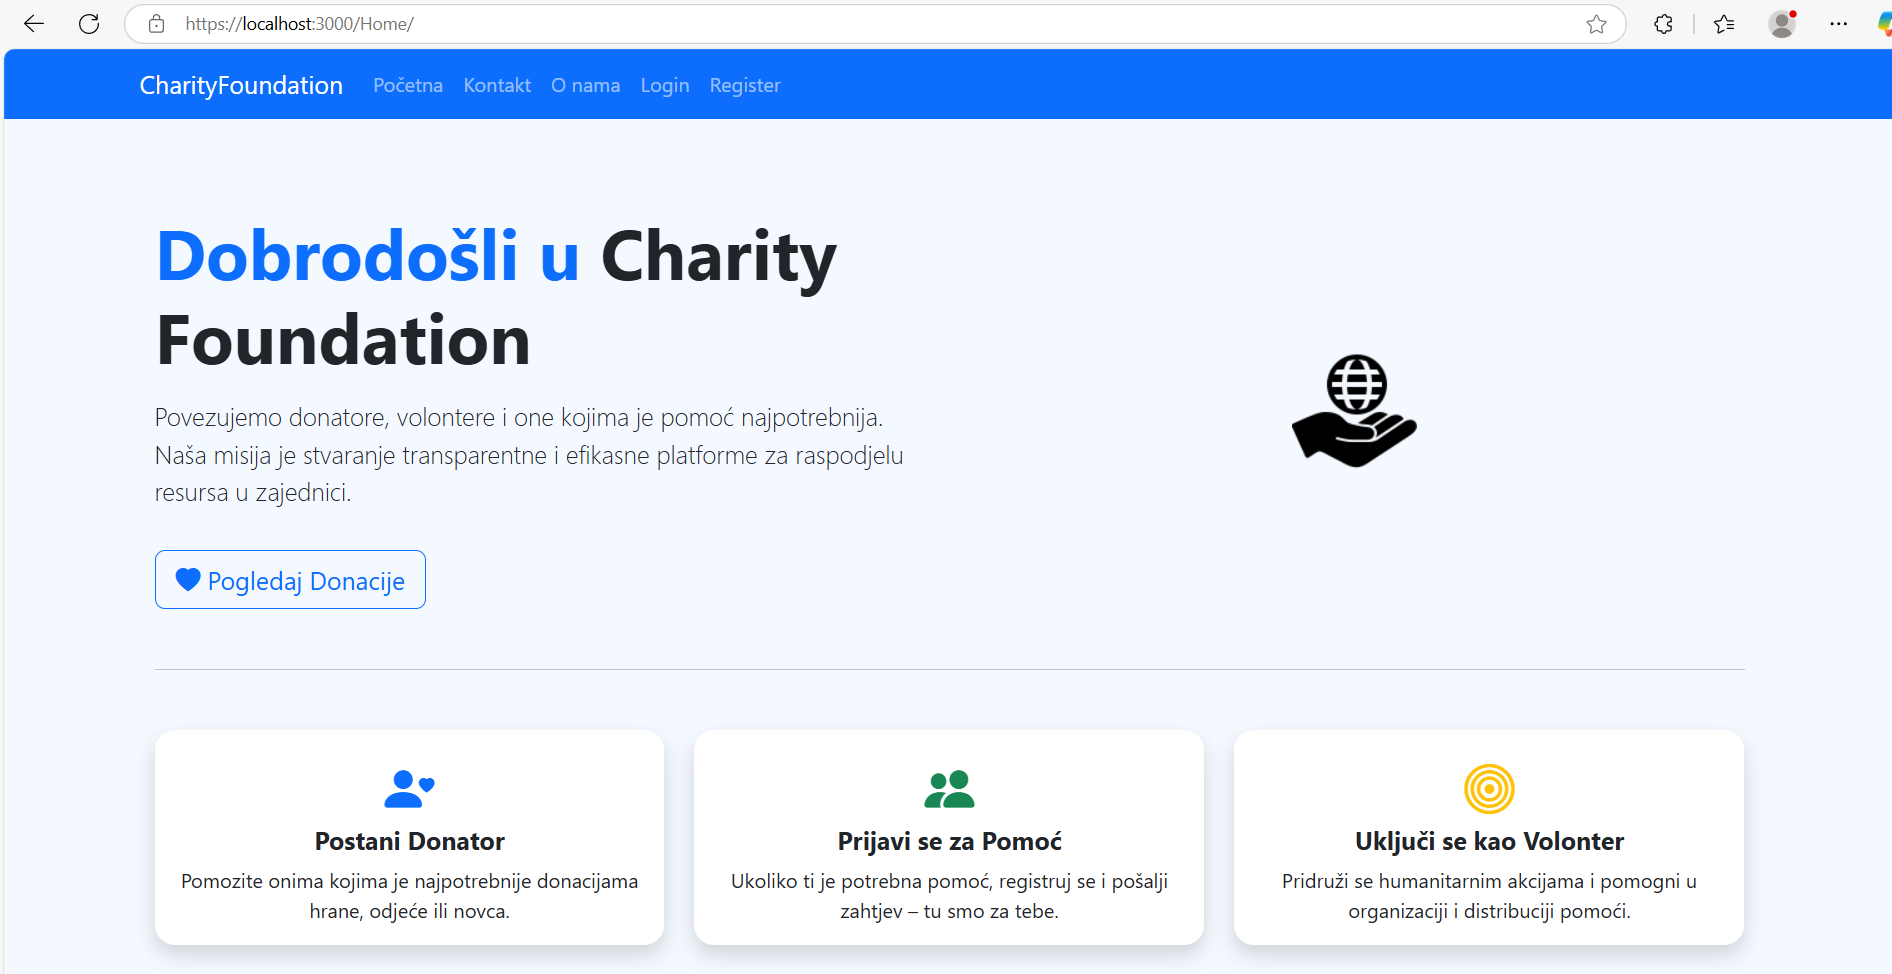 https://localhost:3000/Home/
CharityFoundation Početna Kontakt O nama Login Register
Dobrodošli u Charity
Foundation
Povezujemo donatore, volontere i one kojima je pomoć najpotrebnija.
Naša misija je stvaranje transparentne i efikasne platforme za raspodjelu
resursa u zajednici.
Pogledaj Donacije
Postani Donator
Pomozite onima kojima je najpotrebnije donacijama
hrane, odjeće ili novca.
Prijavi se za Pomoć
Ukoliko ti je potrebna pomoć, registruj se i pošalji
zahtjev – tu smo za tebe.
Uključi se kao Volonter
Pridruži se humanitarnim akcijama i pomogni u
organizaciji i distribuciji pomoći.